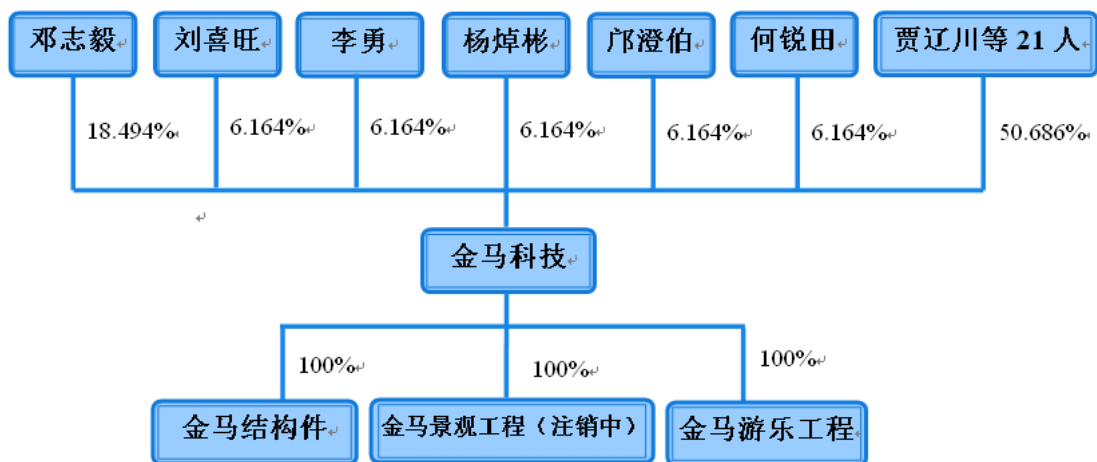 邓志毅
刘喜旺
李勇
杨焯彬
邝澄伯
何锐田
贾辽川等 21 人
18.494%
6.164%
6.164%
6.164%
6.164%
6.164%
50.686%
金马科技
100%
100%
100%
金马结构件
金马景观工程（注销中）
金马游乐工程